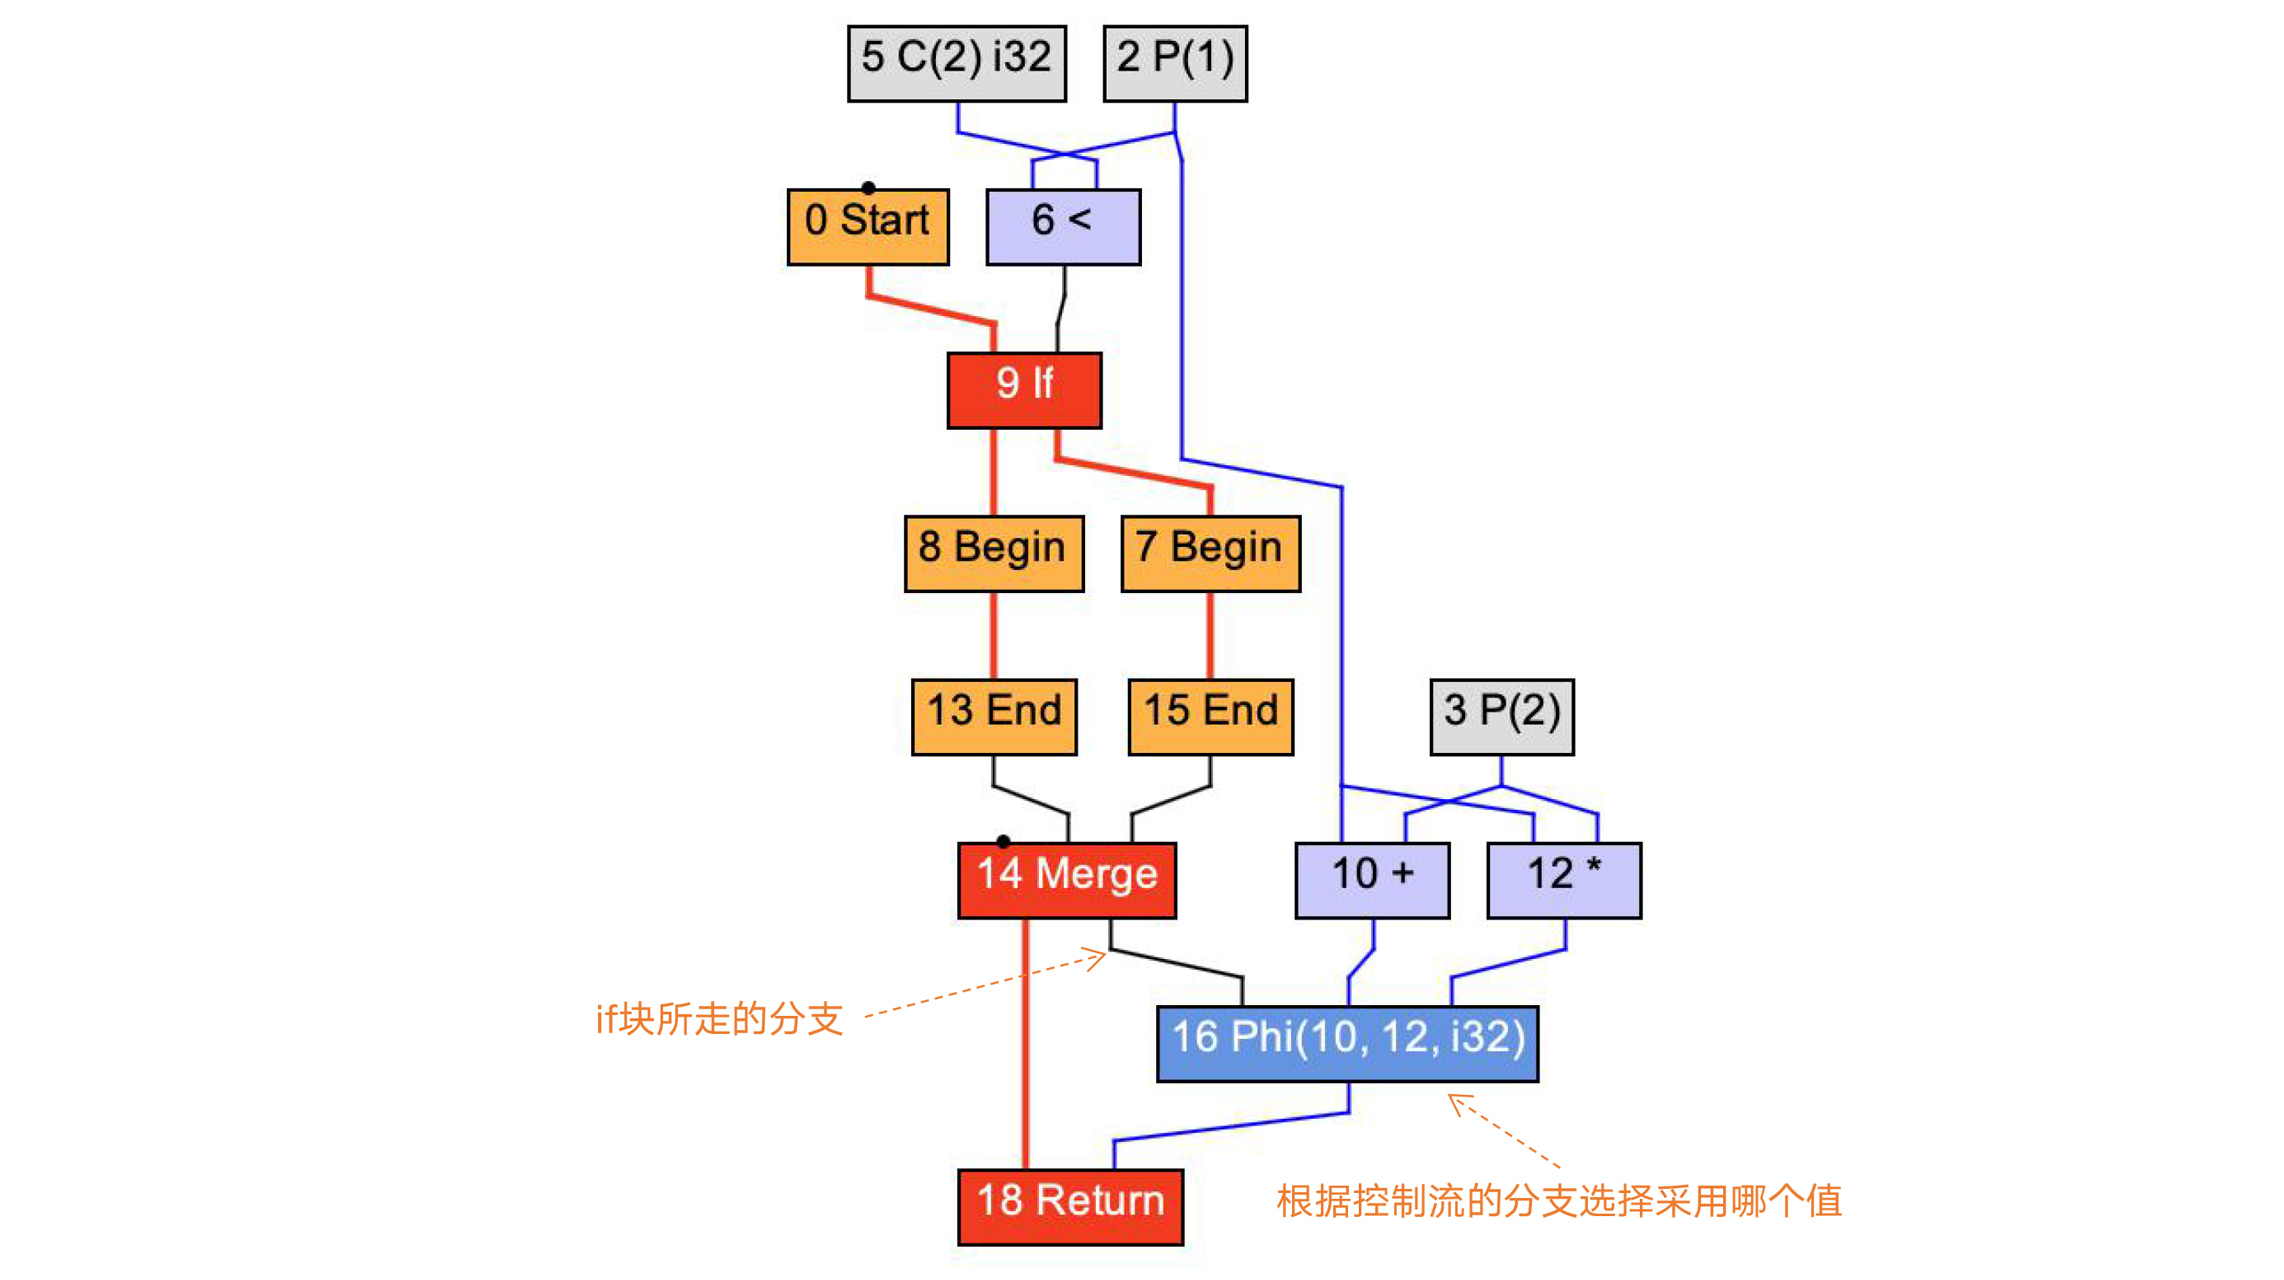 5 C(2) i32
2 P(1)
0 Start
6 <
9 If
8 Begin
7 Begin
13 End
15 End
3 P(2)
14 Merge
10 +
12 *
if块所走的分支
16 Phi(10, 12, i32)
18 Return
根据控制流的分支选择采用哪个值